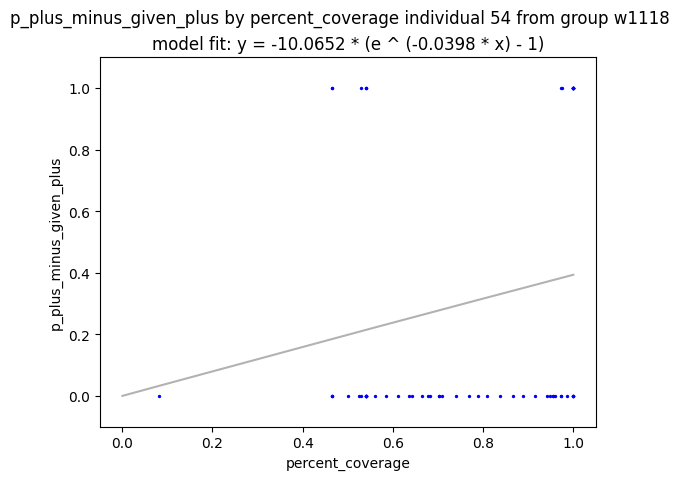 p_plus_minus_given_plus by percent_coverage individual 54 from group w1118
model fit: y = -10.0652 * (e ^ (-0.0398 * x) - 1)
1.0
0.8
0.6
0.4
0.2
0.0
p_plus_minus_given_plus
0.0 0.2 0.4 0.6 0.8 1.0
percent_coverage